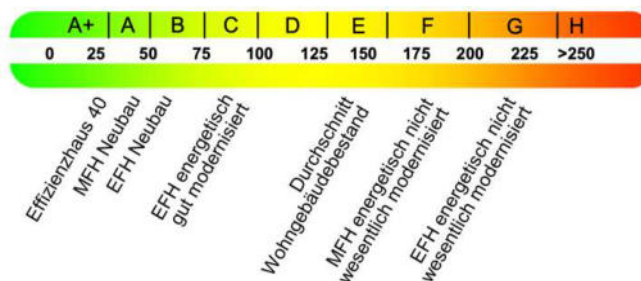 A+ A B C D E F G H
0 25 50 75 100 125 150 175 200 225 >250
Effizienzhaus 40
MFH Neubau
EFH Neubau
EFH energetisch
gut modernisiert
Durchschnitt
Wohngebäudebestand
MFH energetisch nicht
wesentlich modernisiert
EFH energetisch nicht
wesentlich modernisiert